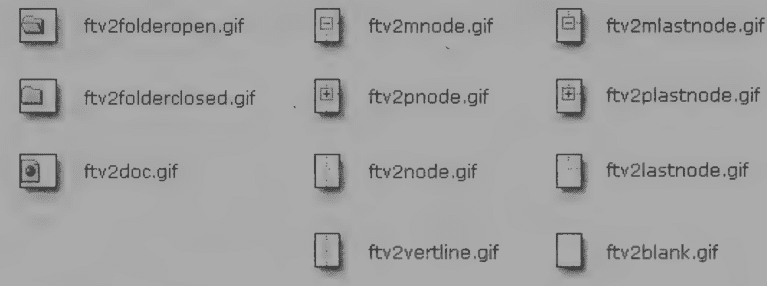 ftv2folderopen.gif ftv2mnode.gif ftv2mlastnode.gif
ftv2folderclosed.gif ftv2pnode.gif ftv2plastnode.gif
ftv2doc.gif ftv2node.gif ftv2lastnode.gif
ftv2vertline.gif ftv2blank.gif